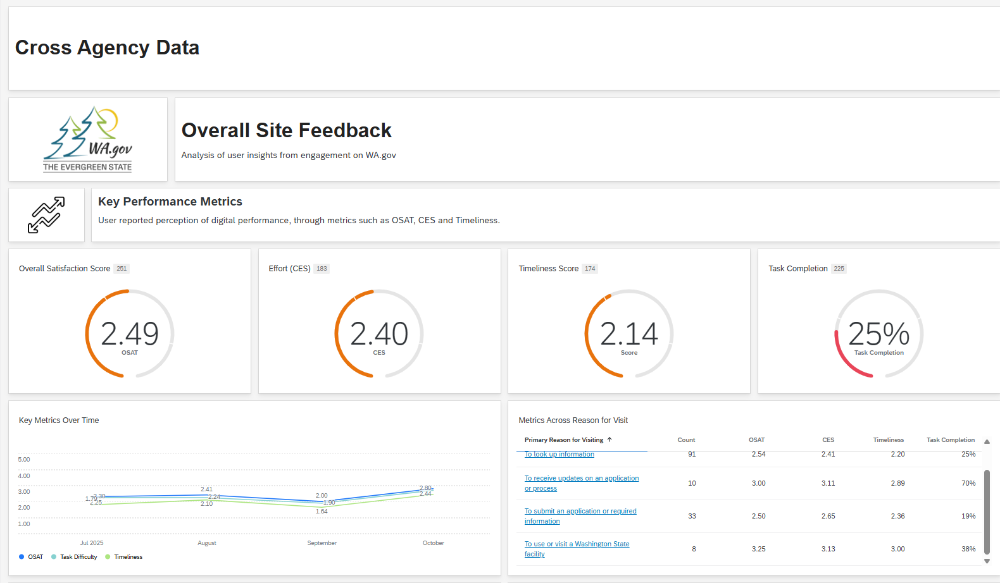 Cross Agency Data
WA.gov
THE EVERGREEN STATE
Overall Site Feedback
Analysis of user insights from engagement on WA.gov
Key Performance Metrics
User reported perception of digital performance, through metrics such as OSAT, CES and Timeliness.
Overall Satisfaction Score 251
2.49
OSAT
Effort (CES) 183
2.40
CES
Timeliness Score 174
2.14
Score
Task Completion 225
25%
Task Completion
Key Metrics Over Time
5.00
4.00
3.00
2.00
1.00
2.30
1.79
2.25
2.41
2.24
2.10
2.00
1.90
1.64
2.80
2.44
Jul 2025 August September October
OSAT Task Difficulty Timeliness
Metrics Across Reason for Visit
Primary Reason for Visiting ↑ Count OSAT CES Timeliness Task Completion
To look up information 91 2.54 2.41 2.20 25%
To receive updates on an application
or process 10 3.00 3.11 2.89 70%
To submit an application or required
information 33 2.50 2.65 2.36 19%
To use or visit a Washington State
facility 8 3.25 3.13 3.00 38%